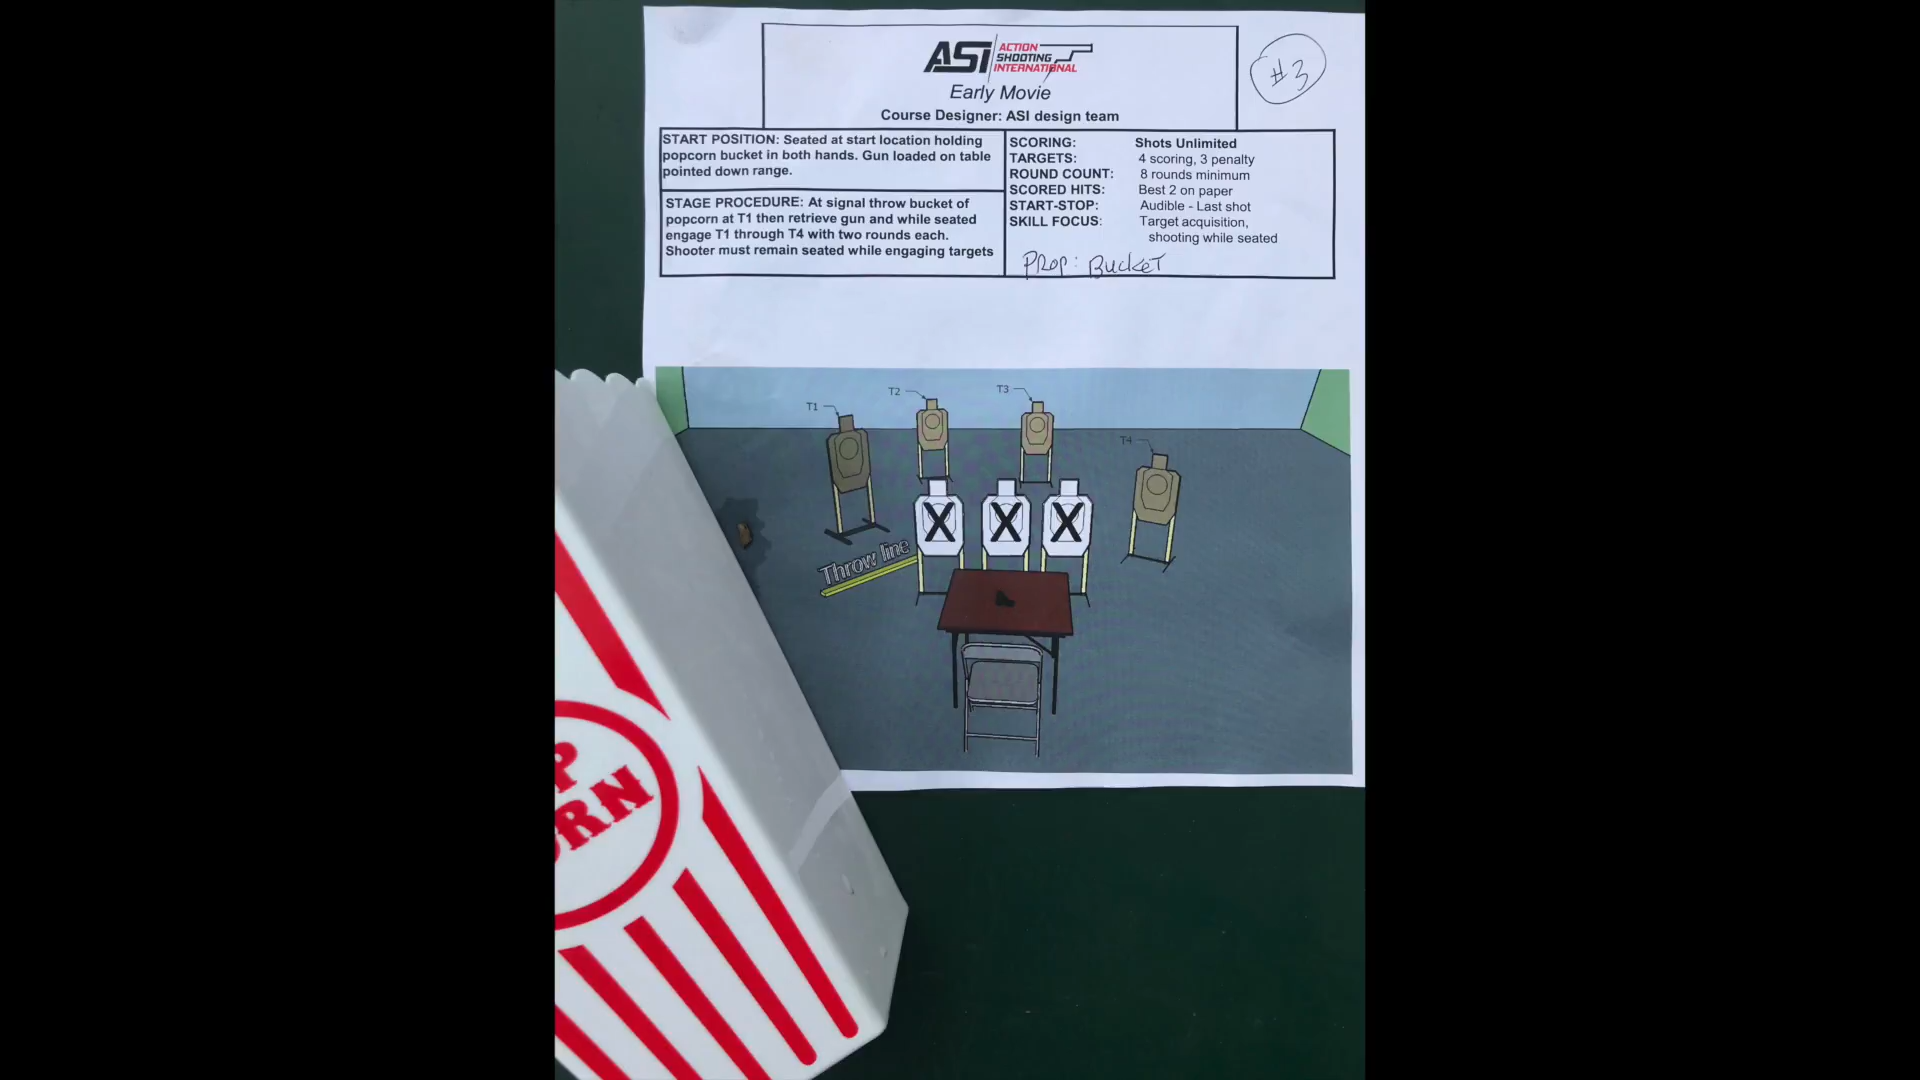 ASI ACTION
SHOOTING
INTERNATIONAL
#3
Early Movie
Course Designer: ASI design team
START POSITION: Seated at start location holding
popcorn bucket in both hands. Gun loaded on table
pointed down range.
STAGE PROCEDURE: At signal throw bucket of
popcorn at T1 then retrieve gun and while seated
engage T1 through T4 with two rounds each.
Shooter must remain seated while engaging targets
SCORING: Shots Unlimited
TARGETS: 4 scoring, 3 penalty
ROUND COUNT: 8 rounds minimum
SCORED HITS: Best 2 on paper
START-STOP: Audible - Last shot
SKILL FOCUS: Target acquisition,
shooting while seated
Prop: Bucket
T1
T2
T3
T4
X X X
Throw line
P
ORN